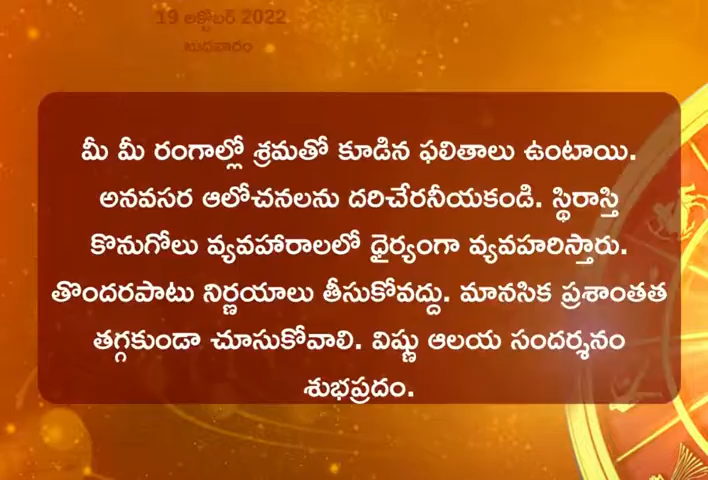 19 అక్టోబర్ 2022
బుధవారం
మీ మీ రంగాల్లో శ్రమతో కూడిన ఫలితాలు ఉంటాయి.
అనవసర ఆలోచనలను దరిచేరనీయకండి. స్థిరాస్తి
కొనుగోలు వ్యవహారాలలో ధైర్యంగా వ్యవహరిస్తారు.
తొందరపాటు నిర్ణయాలు తీసుకోవద్దు. మానసిక ప్రశాంతత
తగ్గకుండా చూసుకోవాలి. విష్ణు ఆలయ సందర్శనం
శుభప్రదం.